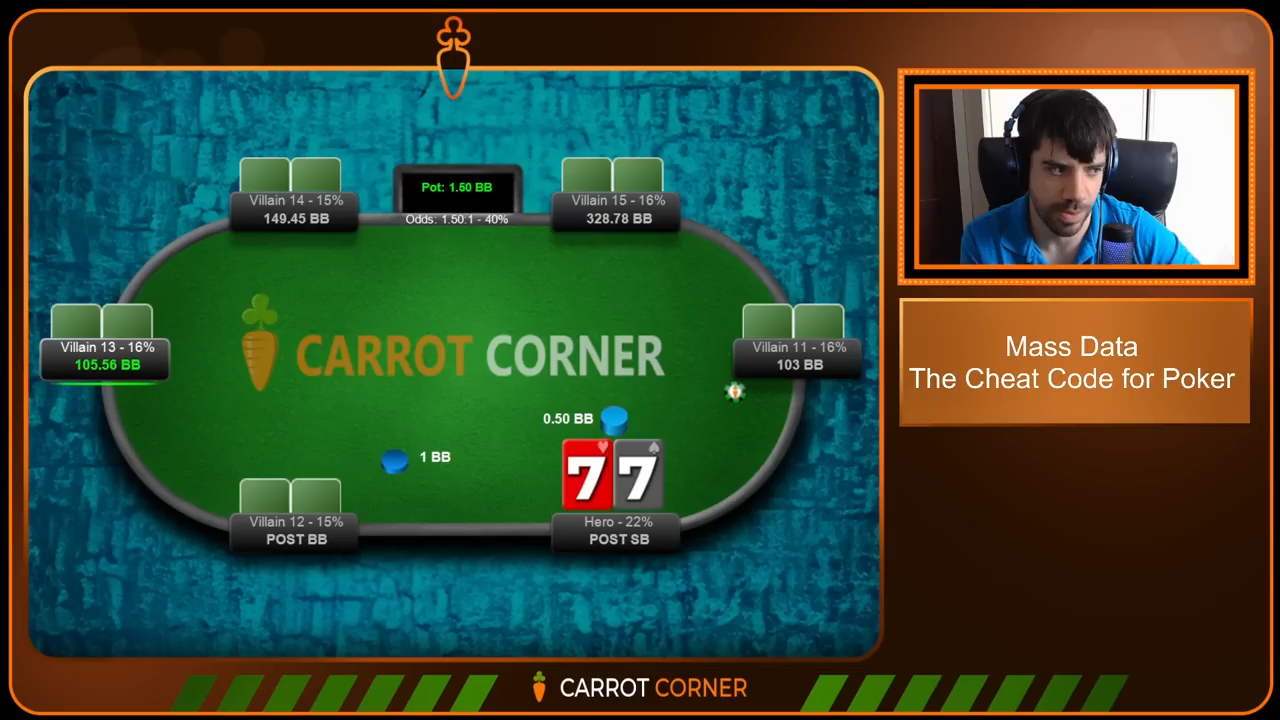 Villain 14 - 15%
149.45 BB
Pot: 1.50 BB
Odds: 1.50:1 - 40%
Villain 15 - 16%
328.78 BB
Villain 13 - 16%
105.56 BB
CARROT CORNER
Villain 11 - 16%
103 BB
0.50 BB
1 BB
7 7
Villain 12 - 15%
POST BB
Hero - 22%
POST SB
Mass Data
The Cheat Code for Poker
CARROT CORNER